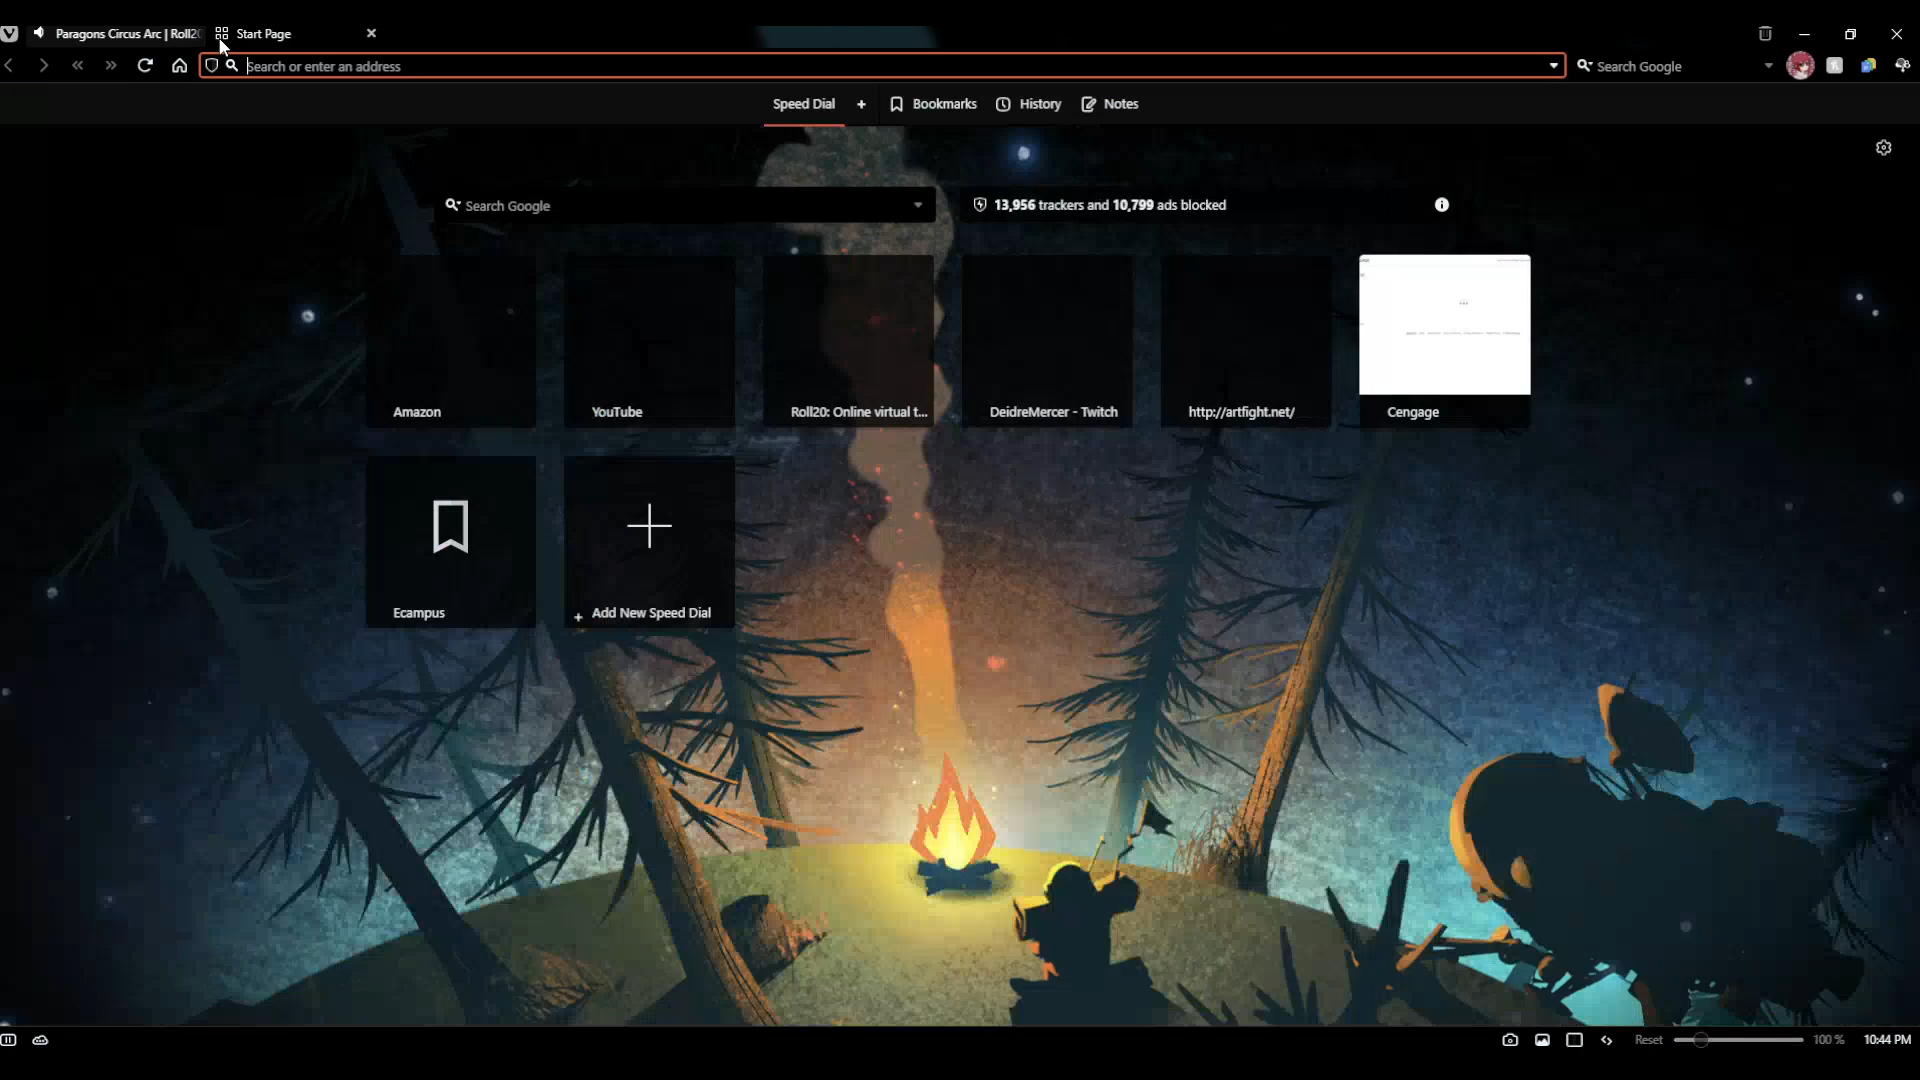 Paragons Circus Arc | Roll20
Start Page
Search or enter an address
Search Google
Speed Dial
Bookmarks
History
Notes
Search Google
13,956 trackers and 10,799 ads blocked
Amazon
YouTube
Roll20: Online virtual t...
DeidreMercer - Twitch
http://artfight.net/
Cengage
Ecampus
+ Add New Speed Dial
Reset
100 %
10:44 PM